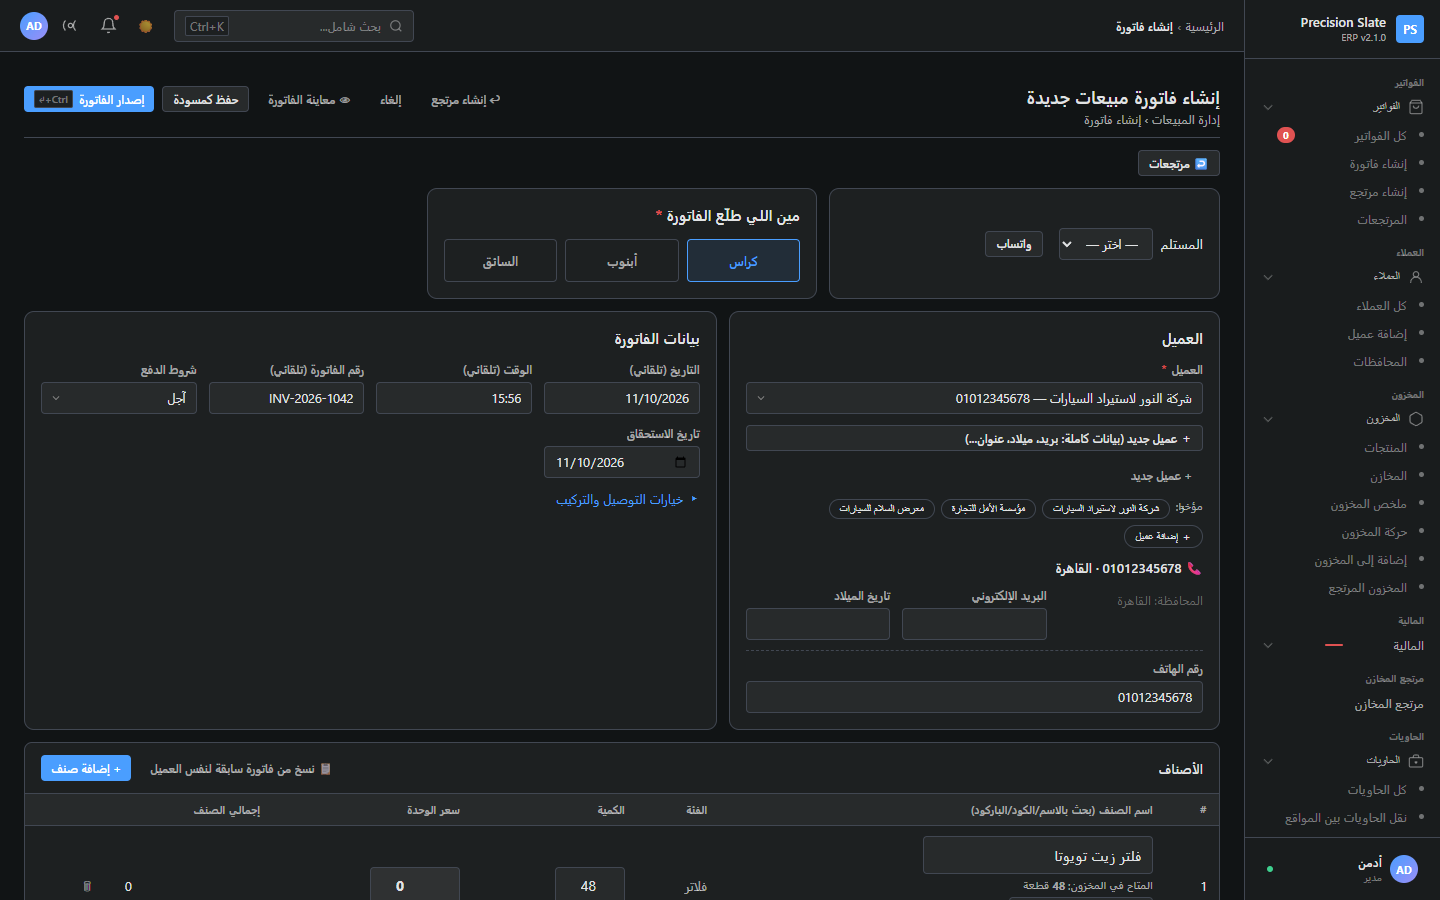 Precision Slate
ERP v2.1.0
PS
الفواتير
الفواتير
كل الفواتير
0
إنشاء فاتورة
إنشاء مرتجع
المرتجعات
العملاء
العملاء
كل العملاء
إضافة عميل
المحافظات
المخزون
المخزون
المنتجات
المخازن
ملخص المخزون
حركة المخزون
إضافة إلى المخزون
المخزون المرتجع
المالية
المالية
مرتجع المخازن
مرتجع المخازن
الحاويات
الحاويات
كل الحاويات
نقل الحاويات بين المواقع
أدمن
مدير
AD
الرئيسية › إنشاء فاتورة
بحث شامل... Ctrl+K
AD
إنشاء فاتورة مبيعات جديدة
إدارة المبيعات › إنشاء فاتورة
↩ إنشاء مرتجع
إلغاء
👁 معاينة الفاتورة
حفظ كمسودة
إصدار الفاتورة Ctrl+↵
مرتجعات
المستلم
— اختر —
واتساب
مين اللي طلّع الفاتورة *
كراس
أبنوب
السائق
العميل
العميل *
شركة النور لاستيراد السيارات — 01012345678
+ عميل جديد (بيانات كاملة: بريد، ميلاد، عنوان...)
+ عميل جديد
مؤخرًا:
شركة النور لاستيراد السيارات
مؤسسة الأمل للتجارة
معرض السلام للسيارات
+ إضافة عميل
📞 01012345678 · القاهرة
المحافظة: القاهرة
البريد الإلكتروني
تاريخ الميلاد
رقم الهاتف
01012345678
بيانات الفاتورة
التاريخ (تلقائي)
الوقت (تلقائي)
رقم الفاتورة (تلقائي)
شروط الدفع
11/10/2026
15:56
INV-2026-1042
آجل
تاريخ الاستحقاق
11/10/2026
خيارات التوصيل والتركيب
الأصناف
نسخ من فاتورة سابقة لنفس العميل
+ إضافة صنف
# اسم الصنف (بحث بالاسم/الكود/الباركود) الفئة الكمية سعر الوحدة إجمالي الصنف
فلتر زيت تويوتا
1 المتاح في المخزون: 48 قطعة فلاتر 48 0 0